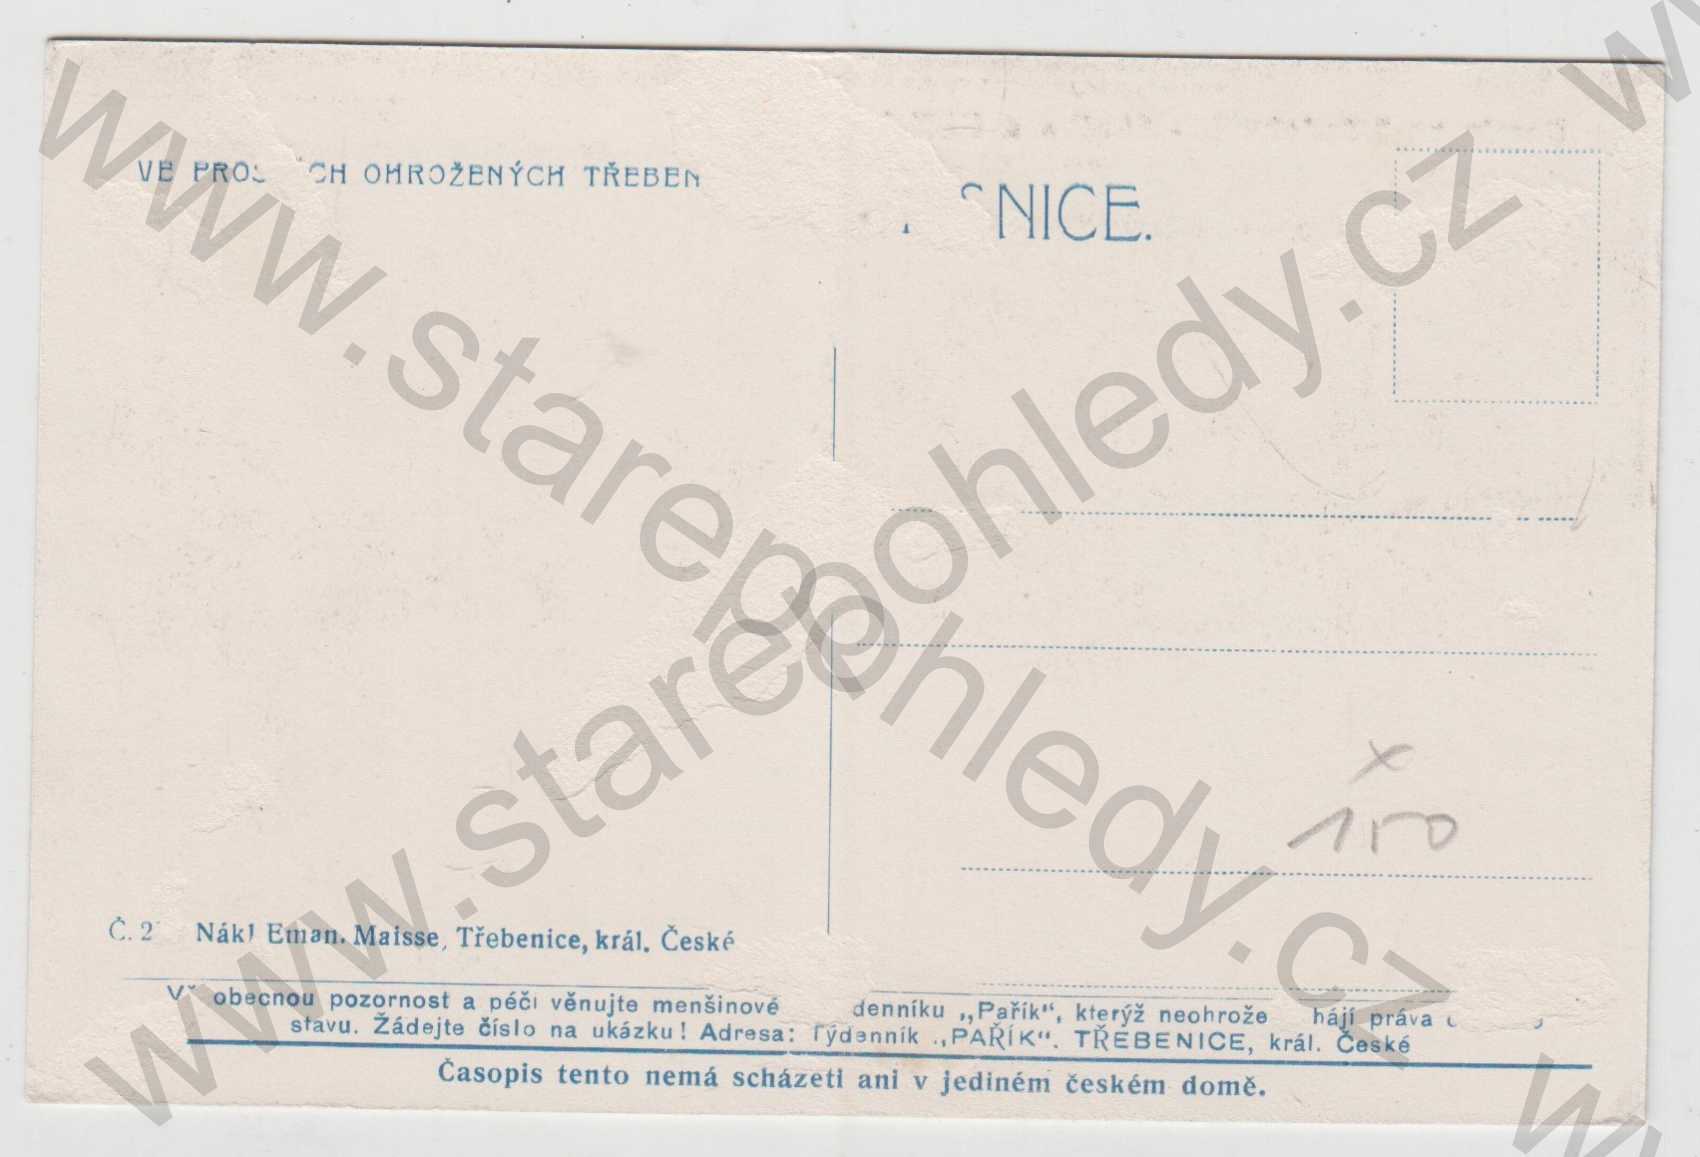 VE PROS CH OHROŽENÝCH TŘEBEN
SNICE.
x
150
Č. 2 Nákl Eman. Maisse, Třebenice, král. České
obecnou pozornost a péči věnujte menšinové denníku „Pařík“, kterýž neohrože hájí práva
stavu. Žádejte číslo na ukázku! Adresa: Týdenník „PAŘÍK“. TŘEBENICE, král. České
Časopis tento nemá scházeti ani v jediném českém domě.
www.starepohledy.cz
www.starepohledy.cz